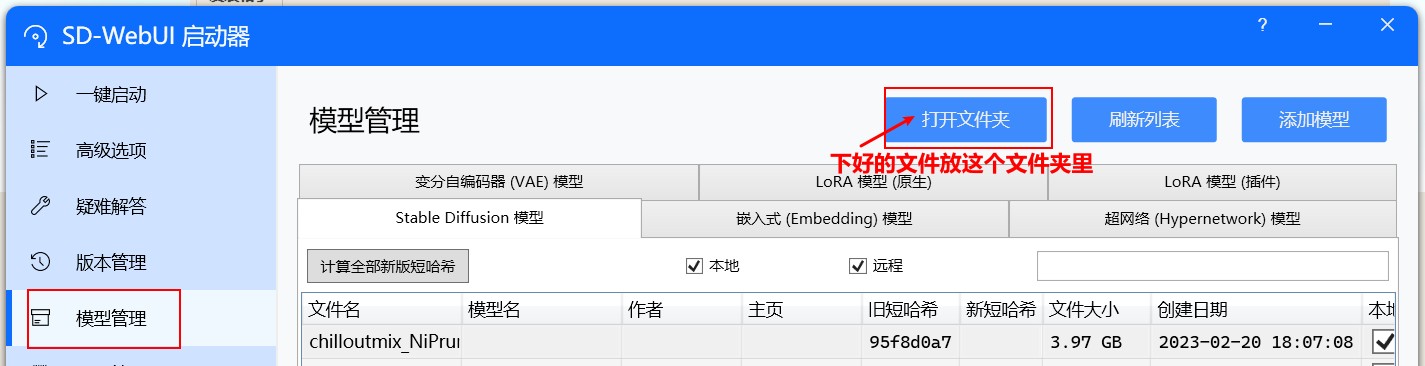 SD-WebUI 启动器
?
一键启动
高级选项
疑难解答
版本管理
模型管理
模型管理
打开文件夹
刷新列表
添加模型
下好的文件放这个文件夹里
变分自编码器 (VAE) 模型
LoRA 模型 (原生)
LoRA 模型 (插件)
Stable Diffusion 模型
嵌入式 (Embedding) 模型
超网络 (Hypernetwork) 模型
计算全部新版短哈希
本地
远程
文件名 模型名 作者 主页 旧短哈希 新短哈希 文件大小 创建日期 本地
chilloutmix_NiPrun 95f8d0a7 3.97 GB 2023-02-20 18:07:08